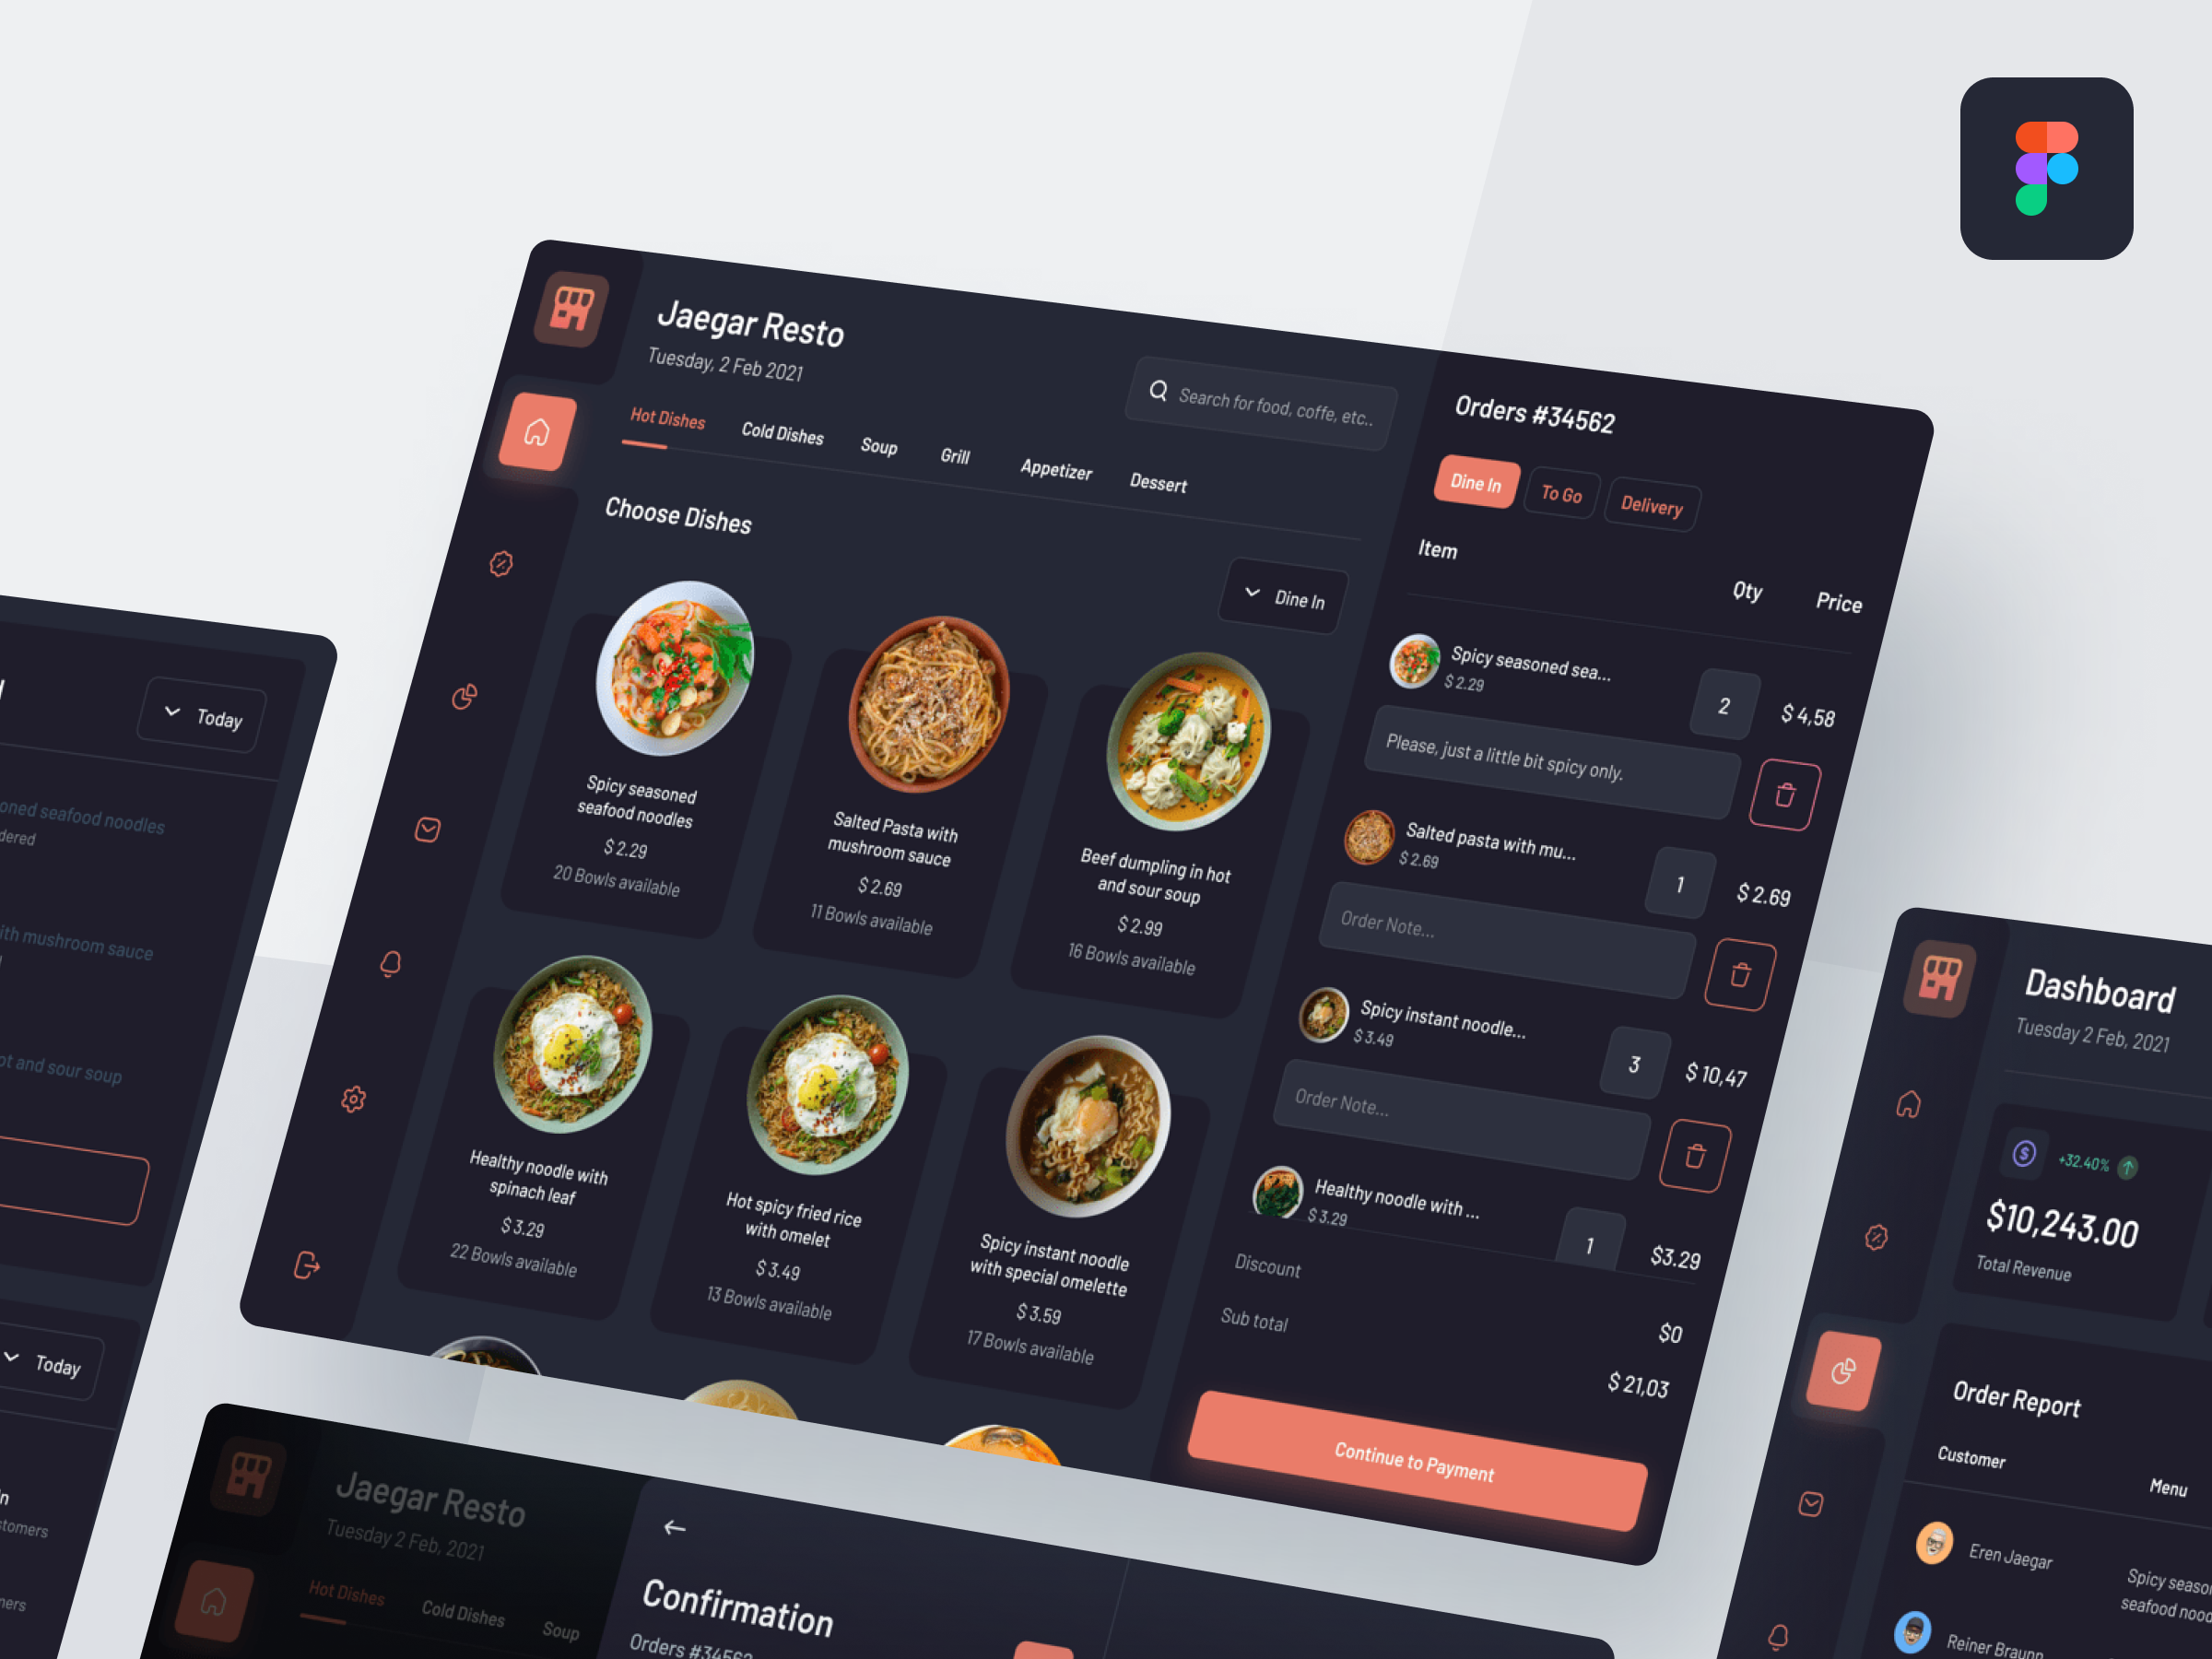 Jaegar Resto
Tuesday, 2 Feb 2021
Search for food, coffe, etc..
Hot Dishes
Cold Dishes
Soup
Grill
Appetizer
Dessert
Choose Dishes
Dine In
Spicy seasoned
seafood noodles
$ 2.29
20 Bowls available
Salted Pasta with
mushroom sauce
$ 2.69
11 Bowls available
Beef dumpling in hot
and sour soup
$ 2.99
16 Bowls available
Healthy noodle with
spinach leaf
$ 3.29
22 Bowls available
Hot spicy fried rice
with omelet
$ 3.49
13 Bowls available
Spicy instant noodle
with special omelette
$ 3.59
17 Bowls available
Orders #34562
Dine In
To Go
Delivery
Item
Qty
Price
Spicy seasoned sea...
$ 2.29
2
$ 4,58
Please, just a little bit spicy only.
Salted pasta with mu...
$ 2.69
1
$ 2.69
Order Note...
Spicy instant noodle...
$ 3.49
3
$ 10,47
Order Note...
Healthy noodle with ...
$ 3.29
1
$3.29
Discount
$0
Sub total
$ 21,03
Continue to Payment
Today
oned seafood noodles
dered
ith mushroom sauce
ot and sour soup
Today
In
stomers
ners
Jaegar Resto
Tuesday 2 Feb, 2021
Hot Dishes
Cold Dishes
Soup
Confirmation
Orders #34562
Dashboard
Tuesday 2 Feb, 2021
+32.40%
$10,243.00
Total Revenue
Order Report
Customer
Menu
Eren Jaegar
Spicy seaso
seafood nood
Reiner Braunn